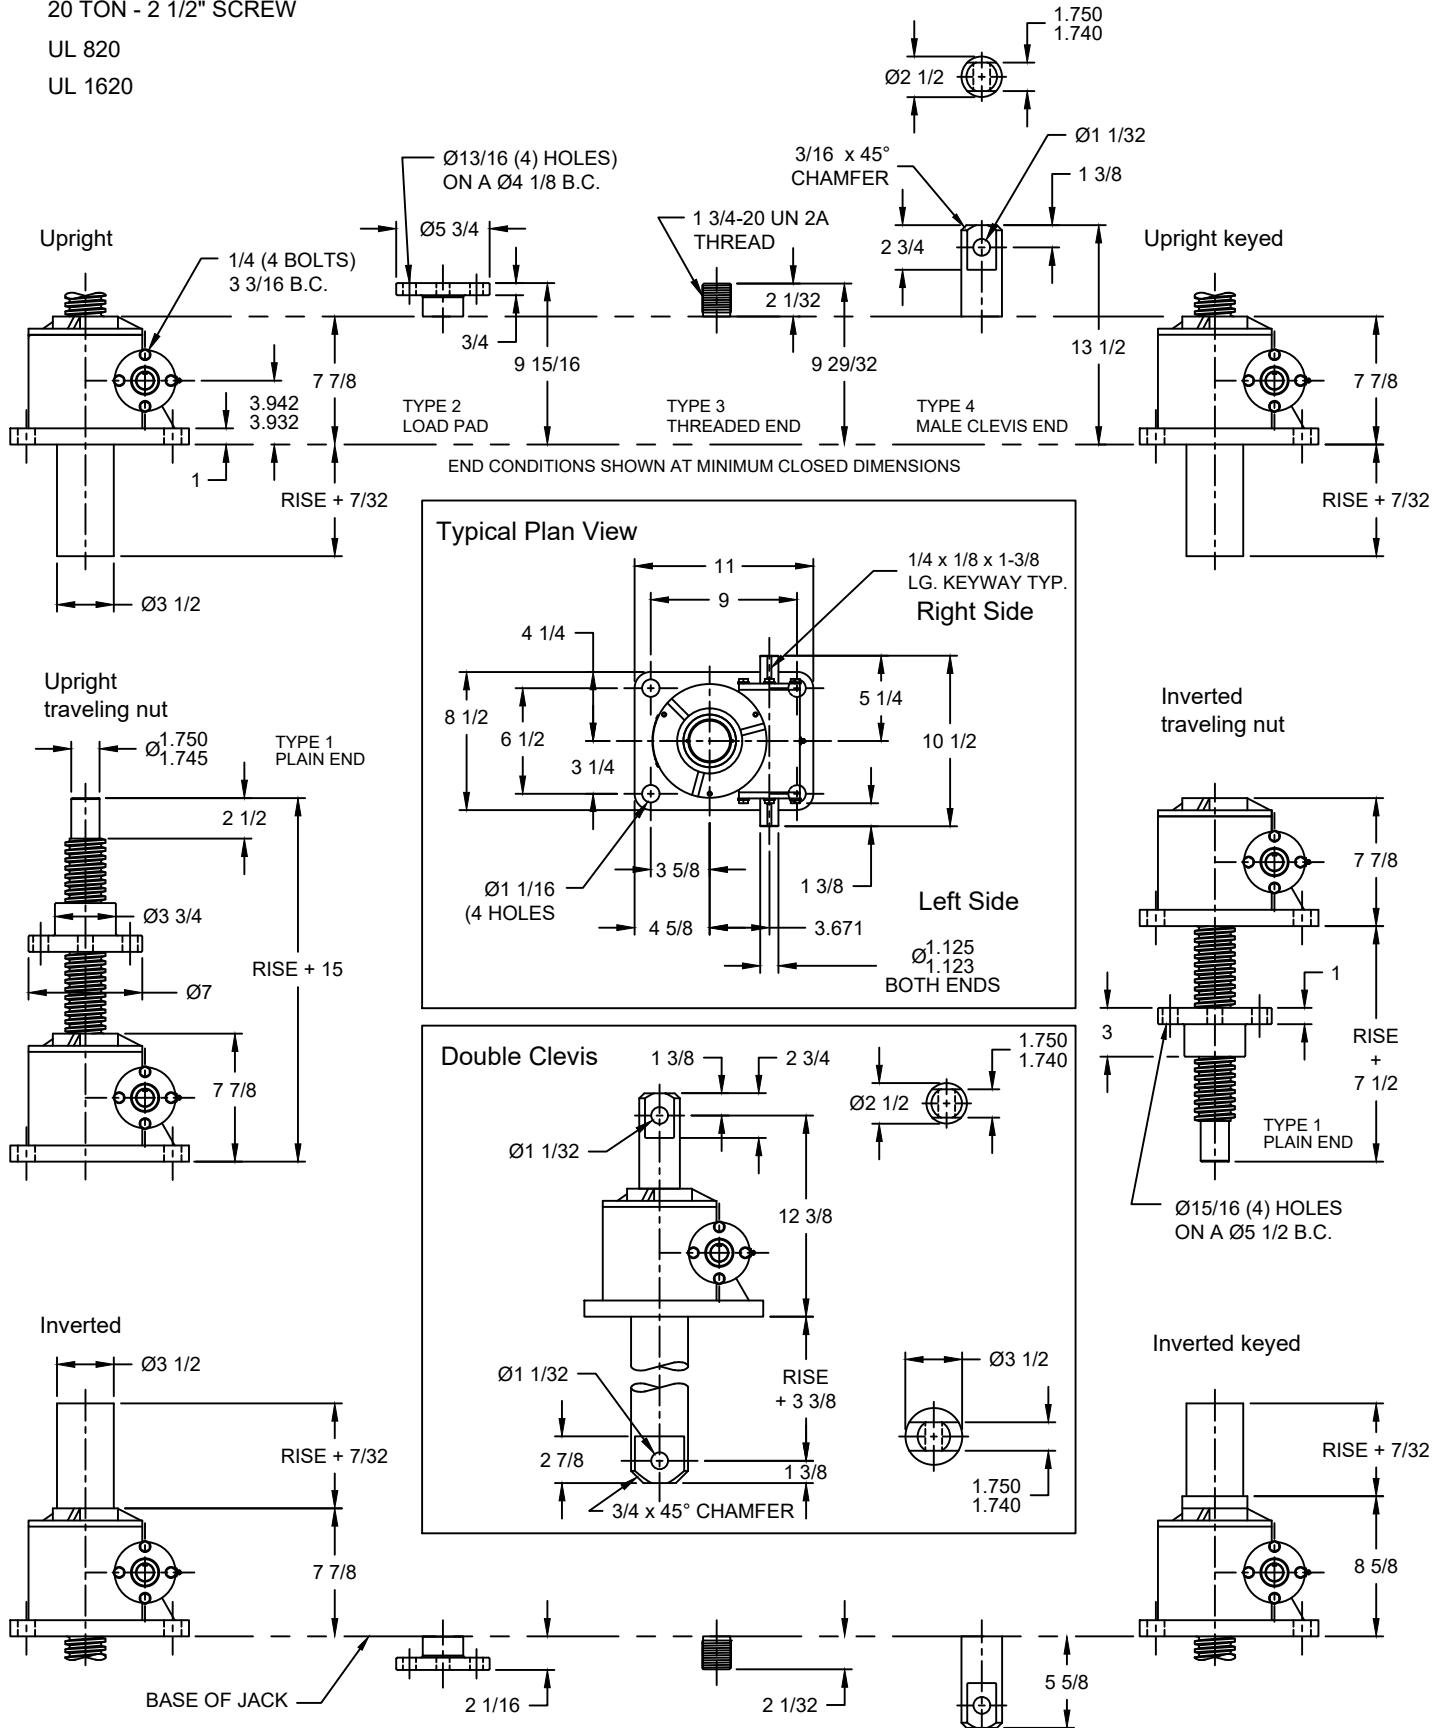 20 TON - 2 1/2" SCREW
UL 820
UL 1620
1.750
1.740
Ø2 1/2
Ø1 1/32
3/16 x 45°
CHAMFER
1 3/8
2 3/4
13 1/2
Ø13/16 (4) HOLES)
ON A Ø4 1/8 B.C.
Ø5 3/4
3/4
9 15/16
1 3/4-20 UN 2A
THREAD
2 1/32
9 29/32
Upright
1/4 (4 BOLTS)
3 3/16 B.C.
7 7/8
3.942
3.932
1
RISE + 7/32
Ø3 1/2
TYPE 2
LOAD PAD
TYPE 3
THREADED END
TYPE 4
MALE CLEVIS END
END CONDITIONS SHOWN AT MINIMUM CLOSED DIMENSIONS
Upright keyed
7 7/8
RISE + 7/32
Typical Plan View
11
9
1/4 x 1/8 x 1-3/8
LG. KEYWAY TYP.
Right Side
4 1/4
8 1/2
6 1/2
3 1/4
5 1/4
10 1/2
Ø1 1/16
(4 HOLES
3 5/8
4 5/8
3.671
1 3/8
Left Side
Ø1.125
1.123
BOTH ENDS
Upright
traveling nut
Ø1.750
1.745
TYPE 1
PLAIN END
2 1/2
Ø3 3/4
RISE + 15
Ø7
7 7/8
Inverted
traveling nut
7 7/8
1
3
RISE
+
7 1/2
TYPE 1
PLAIN END
Ø15/16 (4) HOLES
ON A Ø5 1/2 B.C.
Double Clevis
1 3/8
2 3/4
1.750
1.740
Ø2 1/2
Ø1 1/32
12 3/8
Ø1 1/32
RISE
+ 3 3/8
2 7/8
1 3/8
3/4 x 45° CHAMFER
Ø3 1/2
1.750
1.740
Inverted
Ø3 1/2
RISE + 7/32
7 7/8
Inverted keyed
RISE + 7/32
8 5/8
BASE OF JACK
2 1/16
2 1/32
5 5/8